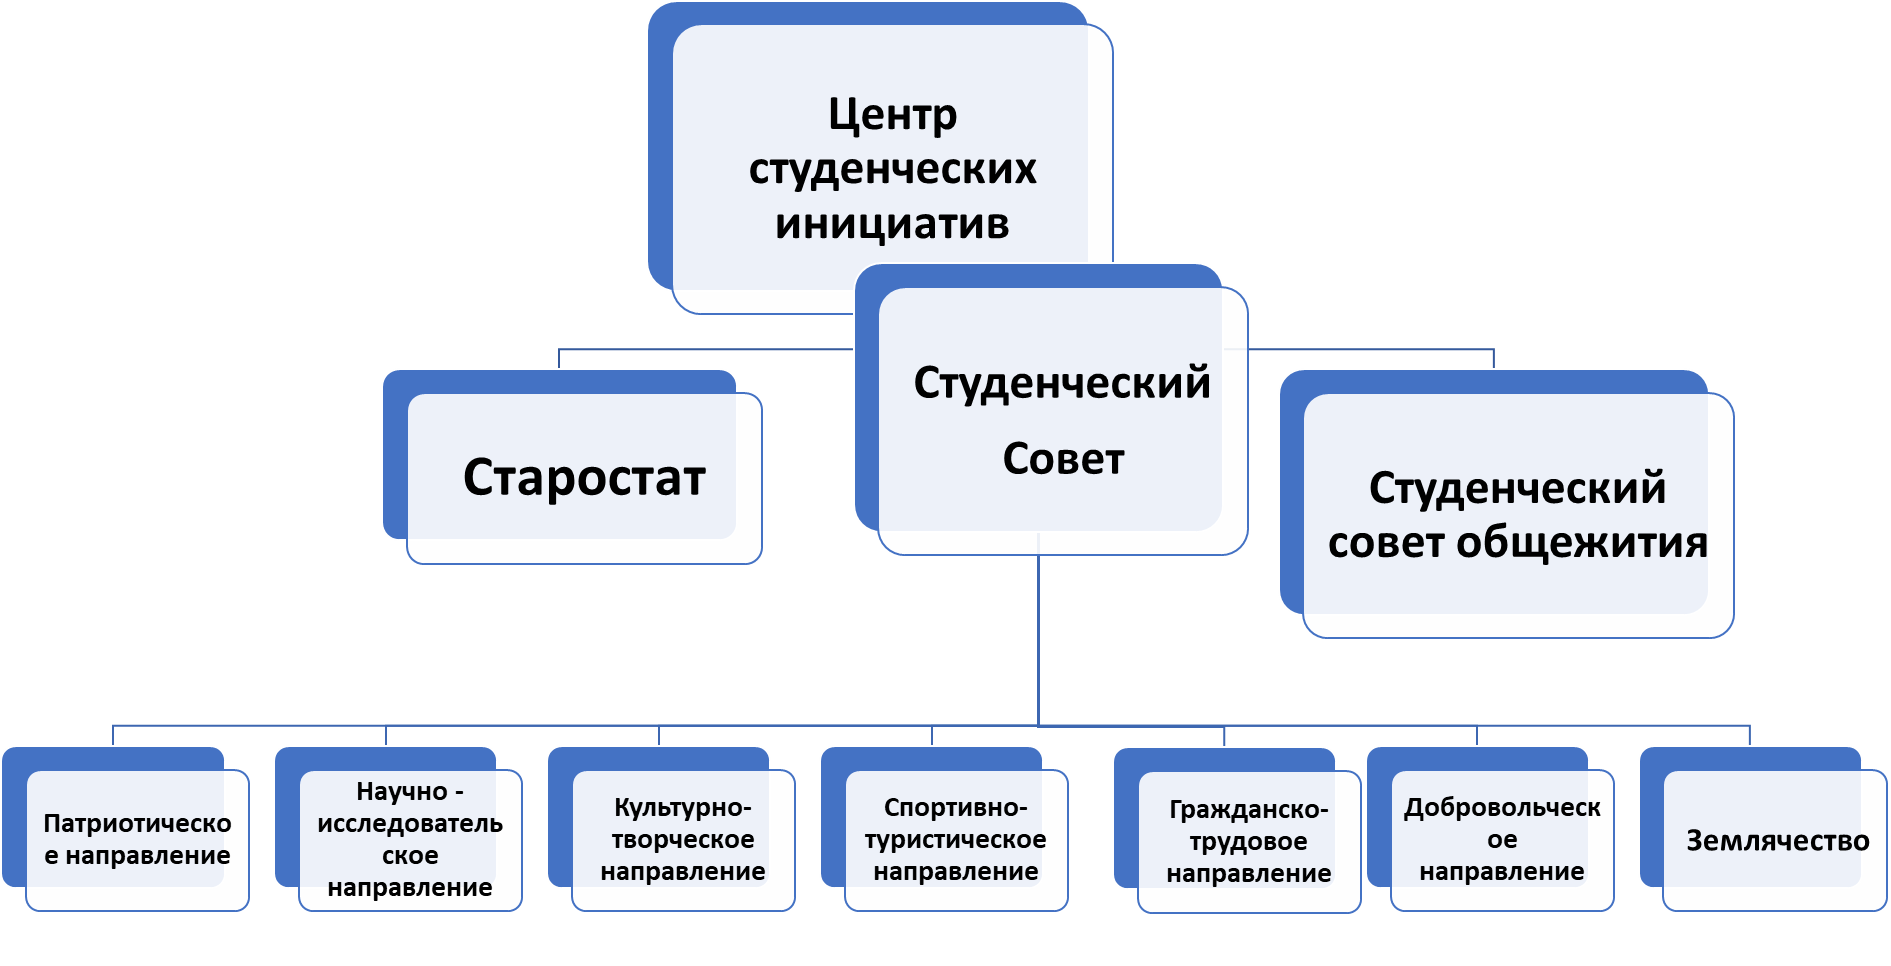 Центр
студенческих
инициатив
Старостат
Студенческий
Совет
Студенческий
совет общежития
Патриотическо
е направление
Научно -
исследователь
ское
направление
Культурно-
творческое
направление
Спортивно-
туристическое
направление
Гражданско-
трудовое
направление
Добровольческ
ое
направление
Землячество